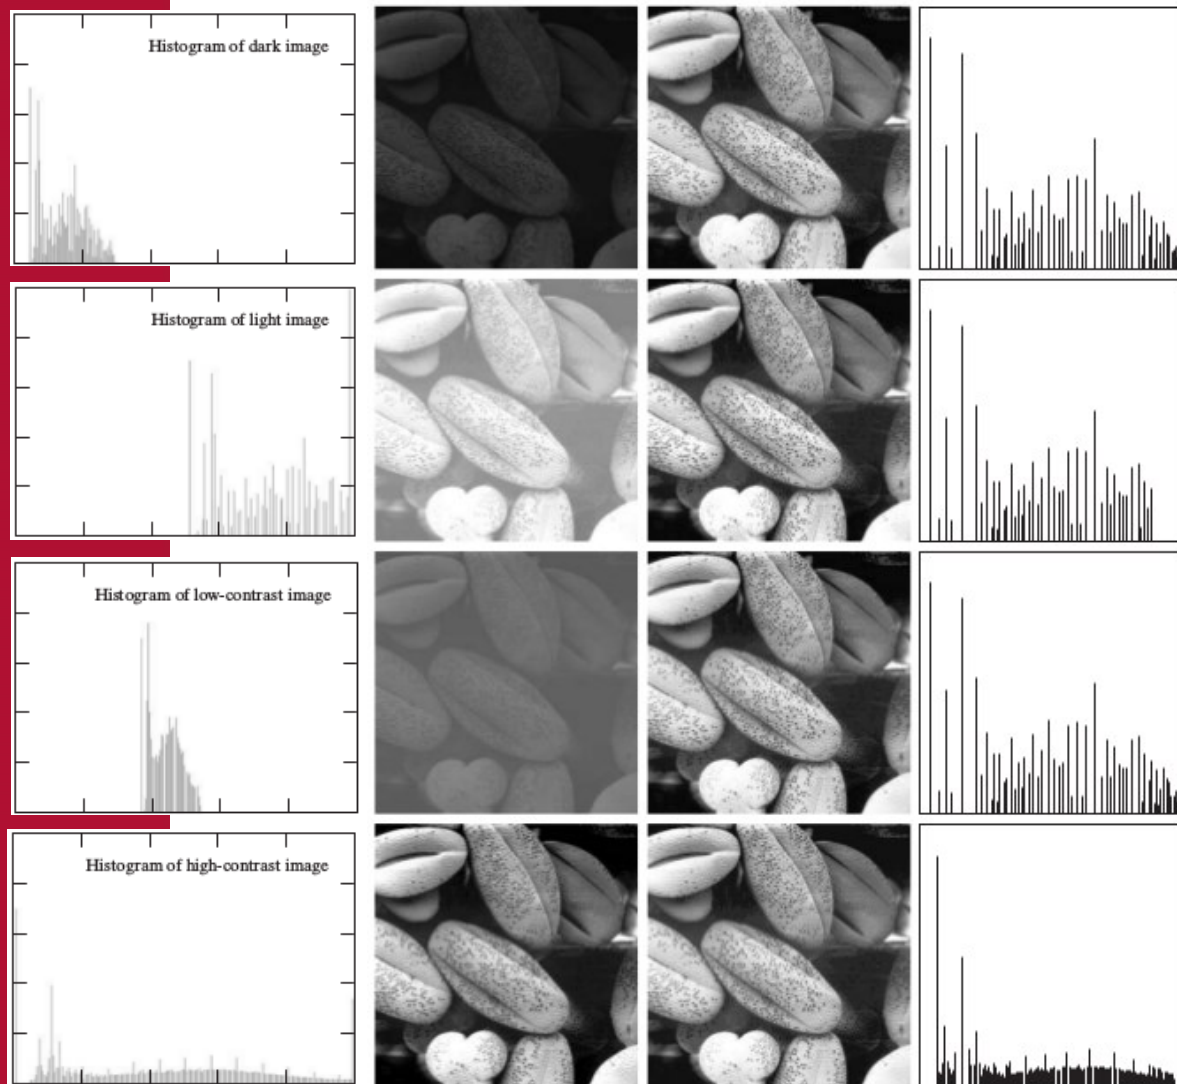 Histogram of dark image
Histogram of light image
Histogram of low-contrast image
Histogram of high-contrast image